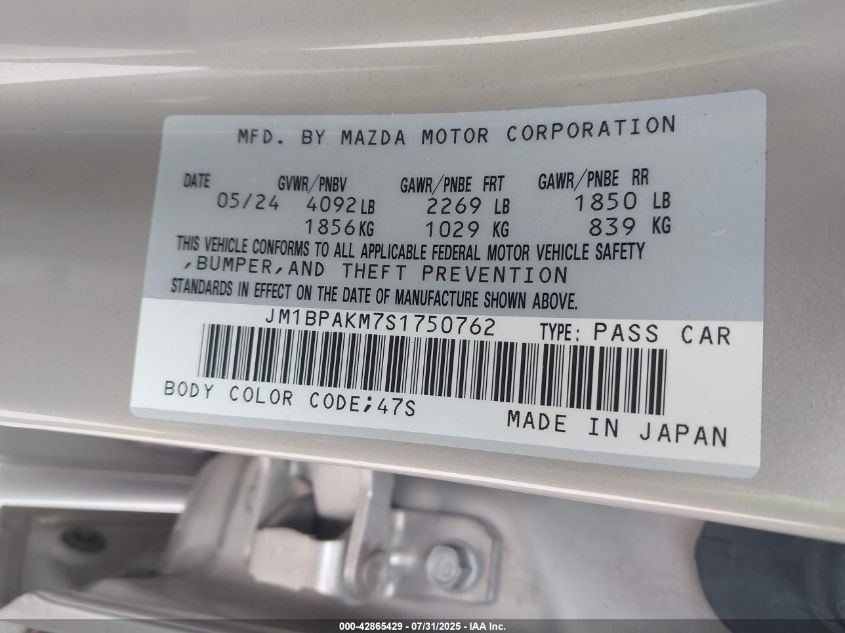 MFD. BY MAZDA MOTOR CORPORATION
DATE GVWR/PNBV GAWR/PNBE FRT GAWR/PNBE RR
05/24 4092LB 2269 LB 1850 LB
1856KG 1029 KG 839 KG
THIS VEHICLE CONFORMS TO ALL APPLICABLE FEDERAL MOTOR VEHICLE SAFETY
,BUMPER,AND THEFT PREVENTION
STANDARDS IN EFFECT ON THE DATE OF MANUFACTURE SHOWN ABOVE.
JM1BPAKM7S1750762 TYPE: PASS CAR
BODY COLOR CODE;47S
MADE IN JAPAN
000-42865429 - 07/31/2025 - IAA Inc.